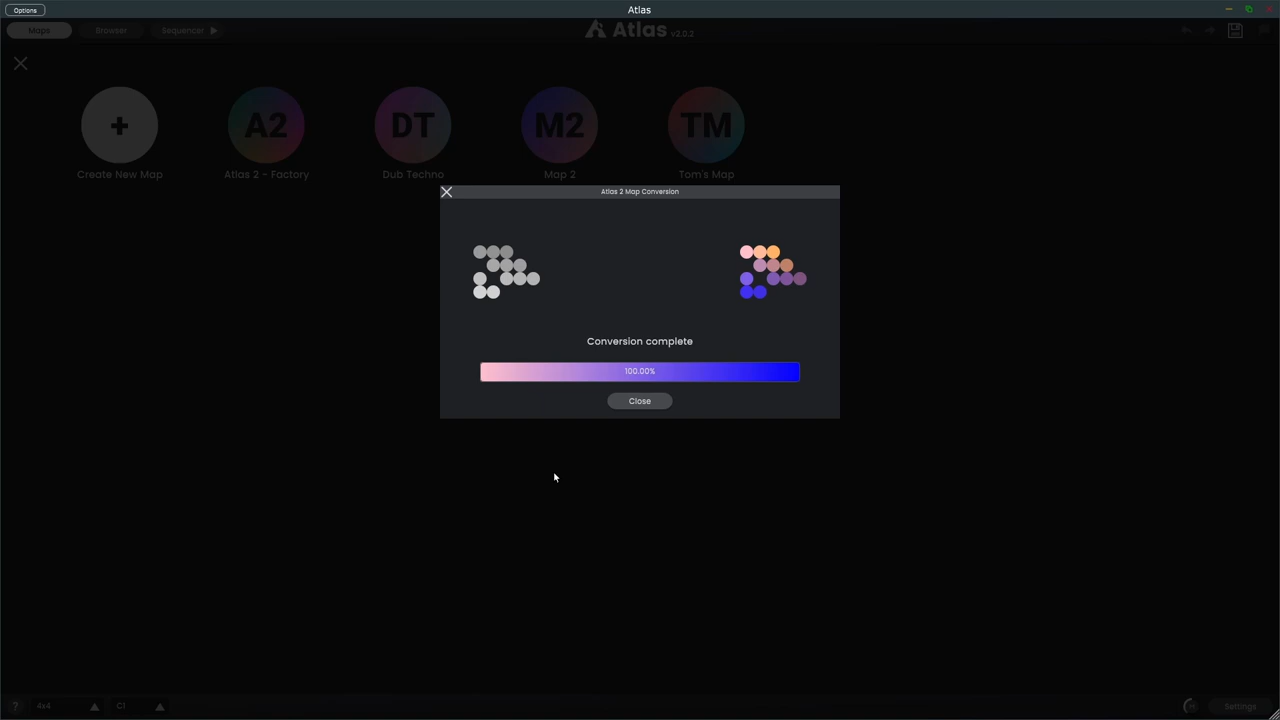 Options
Atlas
Maps
Browser
Sequencer
Atlas v2.0.2
+
A2
DT
M2
TM
Create New Map
Atlas 2 - Factory
Dub Techno
Map 2
Tom's Map
Atlas 2 Map Conversion
Conversion complete
100.00%
Close
?
4x4
C1
Settings